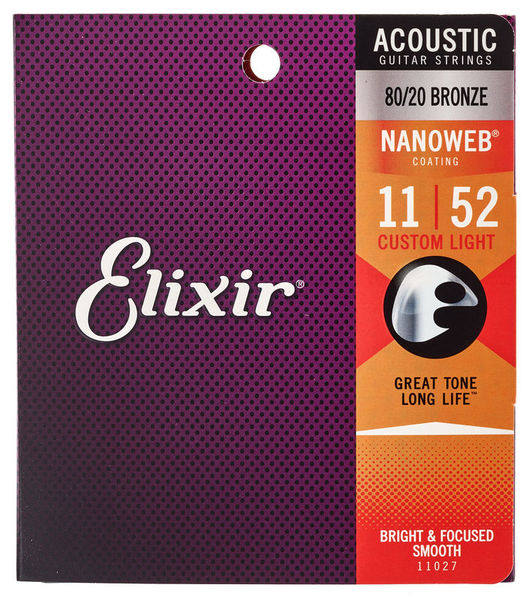 Elixir®
ACOUSTIC
GUITAR STRINGS
80/20 BRONZE
NANOWEB®
COATING
11 | 52
CUSTOM LIGHT
GREAT TONE
LONG LIFE™
BRIGHT & FOCUSED
SMOOTH
11027